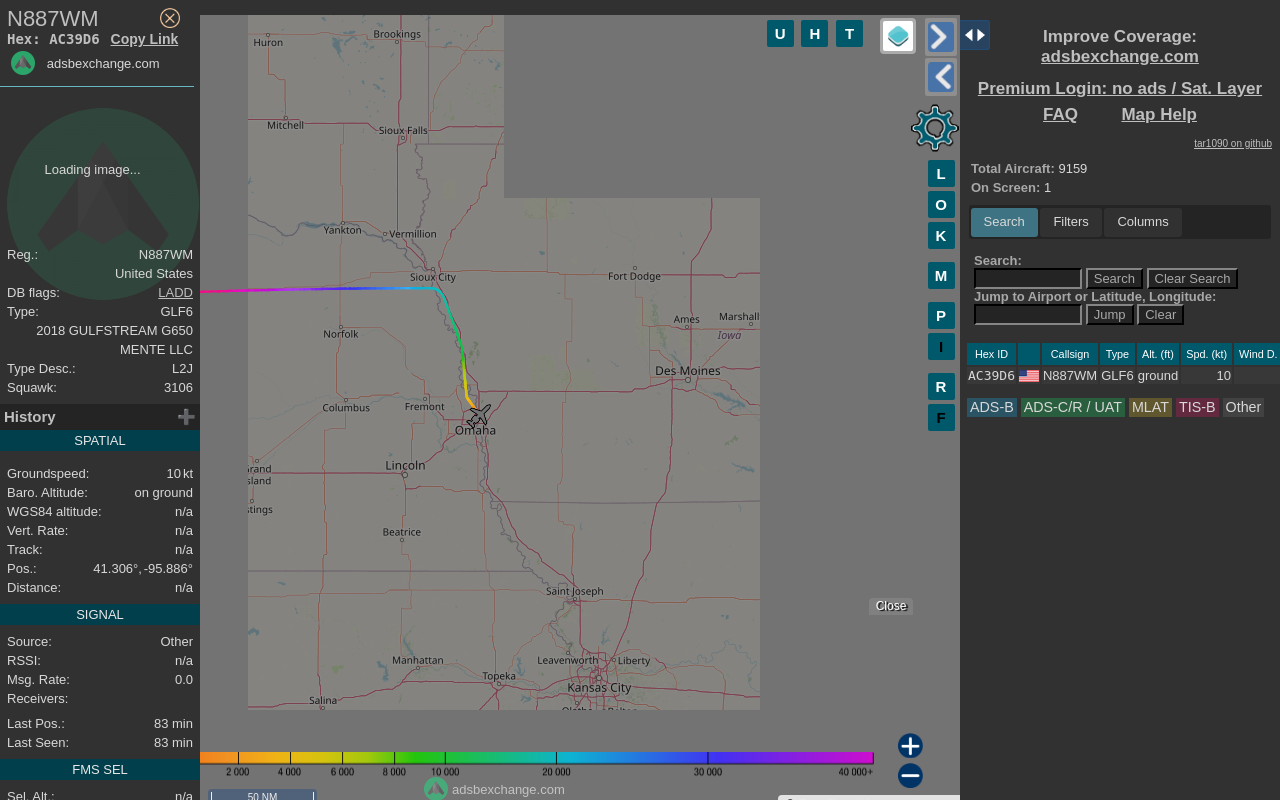 N887WM
Hex: AC39D6 Copy Link
adsbexchange.com
Loading image...
Reg.: N887WM
United States
DB flags: LADD
Type: GLF6
2018 GULFSTREAM G650
MENTE LLC
Type Desc.: L2J
Squawk: 3106
History
SPATIAL
Groundspeed: 10 kt
Baro. Altitude: on ground
WGS84 altitude: n/a
Vert. Rate: n/a
Track: n/a
Pos.: 41.306°, -95.886°
Distance: n/a
SIGNAL
Source: Other
RSSI: n/a
Msg. Rate: 0.0
Receivers:
Last Pos.: 83 min
Last Seen: 83 min
FMS SEL
Sel. Alt.: n/a
Huron
Brookings
Mitchell
Sioux Falls
Yankton
Vermillion
Sioux City
Fort Dodge
Norfolk
Ames
Marshall
Iowa
Des Moines
Columbus
Fremont
Omaha
Lincoln
rand
sland
stings
Beatrice
Saint Joseph
Manhattan
Leavenworth
Liberty
Topeka
Kansas City
Salina
U H T
L
O
K
M
P
I
R
F
Close
2 000 4 000 6 000 8 000 10 000 20 000 30 000 40 000+
adsbexchange.com
50 NM
Improve Coverage:
adsbexchange.com
Premium Login: no ads / Sat. Layer
FAQ Map Help
tar1090 on github
Total Aircraft: 9159
On Screen: 1
Search Filters Columns
Search:
Search Clear Search
Jump to Airport or Latitude, Longitude:
Jump Clear
Hex ID Callsign Type Alt. (ft) Spd. (kt) Wind D.
AC39D6 N887WM GLF6 ground 10
ADS-B ADS-C/R / UAT MLAT TIS-B Other